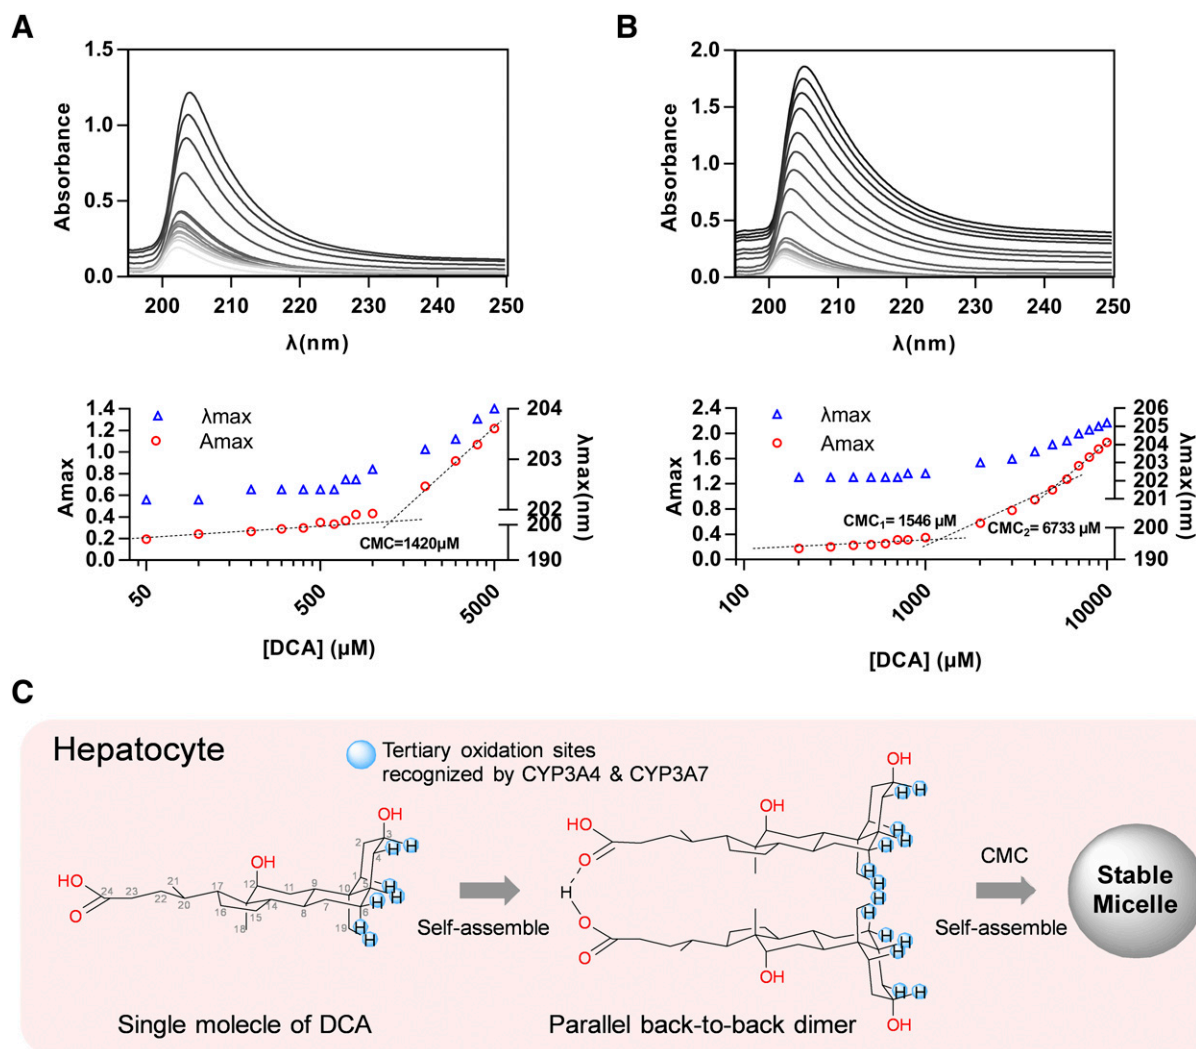 A
B
1.5
1.0
0.5
0.0
Absorbance
200 210 220 230 240 250
λ(nm)
2.0
1.5
1.0
0.5
0.0
Absorbance
200 210 220 230 240 250
λ(nm)
1.4
1.2
1.0
0.8
0.6
0.4
0.2
0.0
Amax
λmax
Amax
CMC=1420μM
204
203
202
200
190
λmax(nm)
50 500 5000
[DCA] (μM)
2.4
2.0
1.6
1.2
0.8
0.4
0.0
Amax
λmax
Amax
CMC₁= 1546 μM
CMC₂= 6733 μM
206
205
204
203
202
201
200
190
λmax(nm)
100 1000 10000
[DCA] (μM)
C
Hepatocyte
Tertiary oxidation sites
recognized by CYP3A4 & CYP3A7
OH
3
2
4
H H
OH
12
11
9
1
10
5
H
H
H
HO
24
O
23
22
21
20
17
16
15
14
8
7
6
18
19
H
H
Single molecle of DCA
Self-assemble
OH
H H
OH
HO
O
H
H
H
H
H
H
O
O
HO
H
H
H
H
H
OH
H H
OH
Parallel back-to-back dimer
CMC
Self-assemble
Stable
Micelle